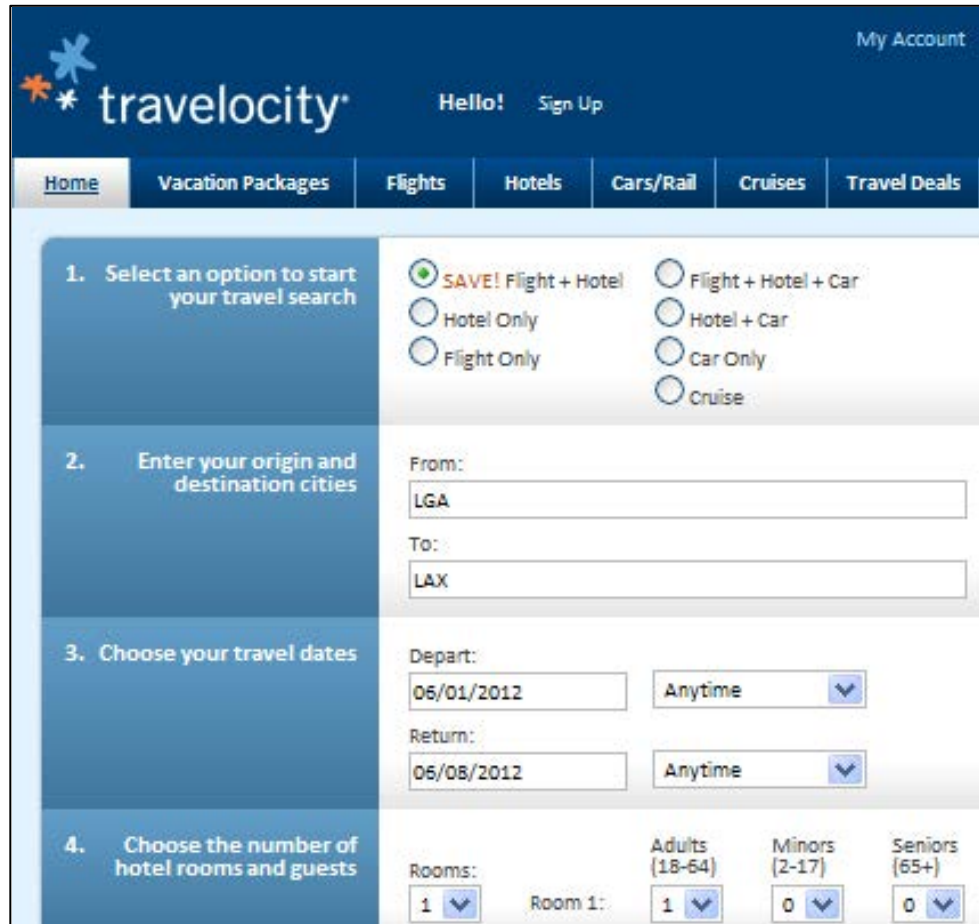 My Account
travelocity
Hello! Sign Up
Home Vacation Packages Flights Hotels Cars/Rail Cruises Travel Deals
1. Select an option to start
your travel search
SAVE! Flight + Hotel Flight + Hotel + Car
Hotel Only Hotel + Car
Flight Only Car Only
Cruise
2. Enter your origin and
destination cities
From:
LGA
To:
LAX
3. Choose your travel dates
Depart:
06/01/2012 Anytime
Return:
06/08/2012 Anytime
4. Choose the number of
hotel rooms and guests
Adults Minors Seniors
Rooms: (18-64) (2-17) (65+)
1 Room 1: 1 0 0